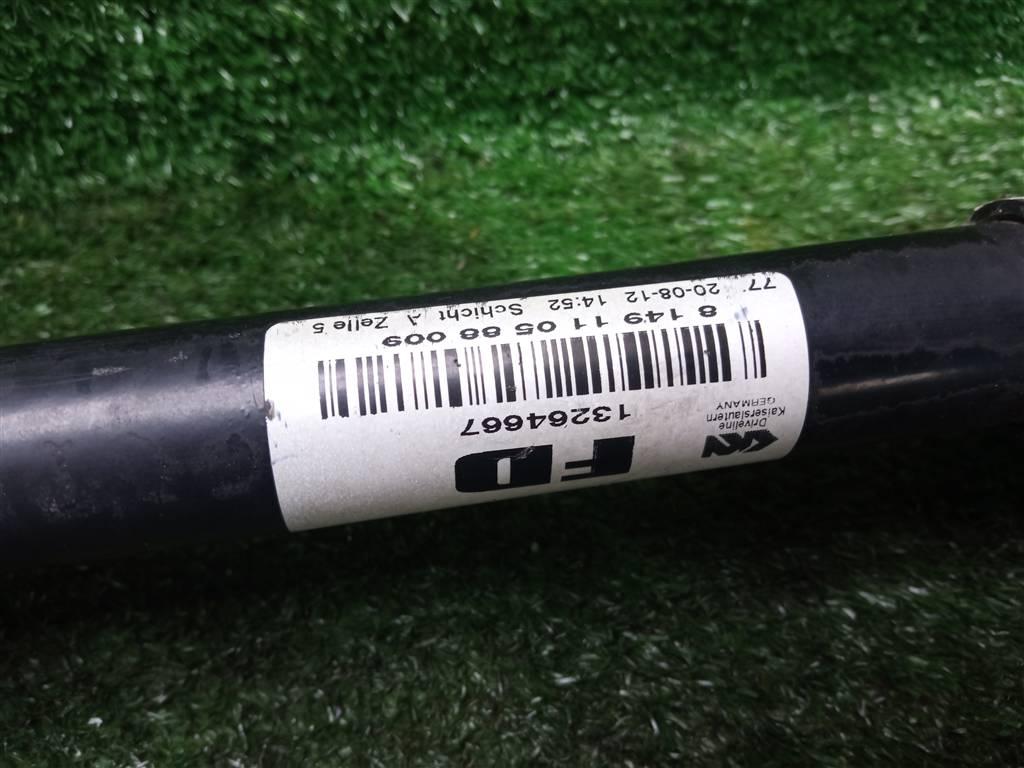 GKN
Driveline
Kaiserslautern
GERMANY
FD
13264667
8 149 11 05 88 009
20-08-12 14:52 Schicht A Zelle 5
77